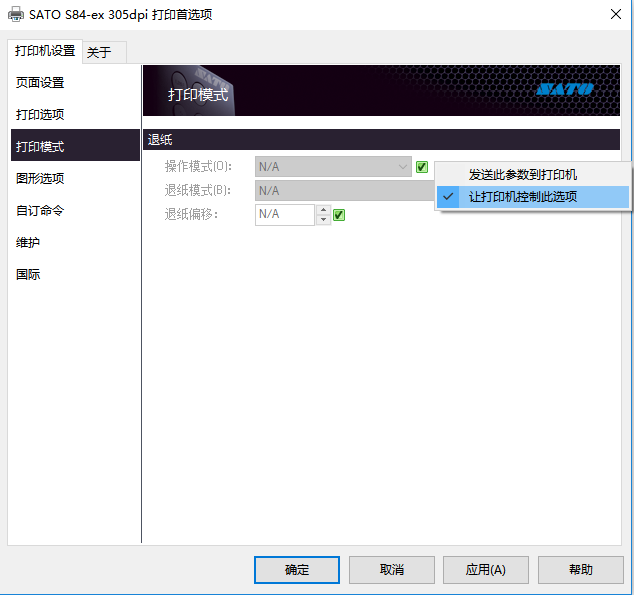 SATO S84-ex 305dpi 打印首选项
打印机设置 关于
页面设置
打印选项
打印模式
图形选项
自订命令
维护
国际
打印模式 SATO
退纸
操作模式(O): N/A
退纸模式(B): N/A
退纸偏移: N/A
发送此参数到打印机
让打印机控制此选项
确定 取消 应用(A) 帮助